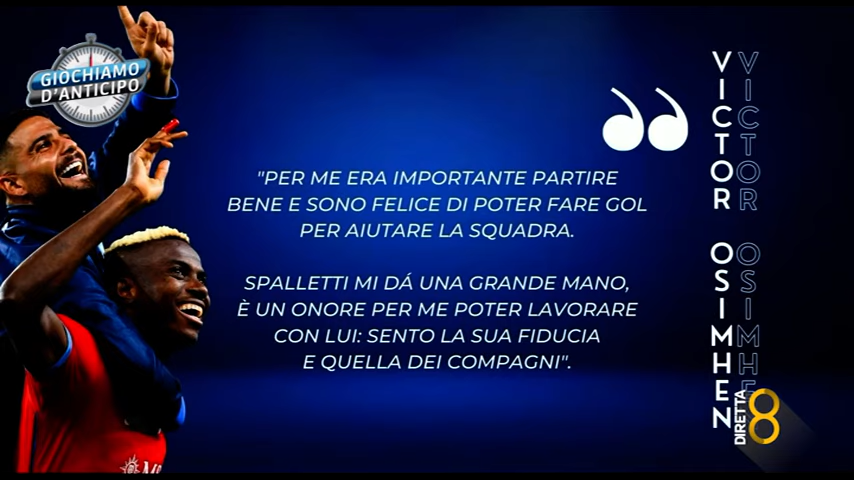 GIOCHIAMO
D'ANTICIPO
"PER ME ERA IMPORTANTE PARTIRE
BENE E SONO FELICE DI POTER FARE GOL
PER AIUTARE LA SQUADRA.
SPALLETTI MI DÁ UNA GRANDE MANO,
È UN ONORE PER ME POTER LAVORARE
CON LUI: SENTO LA SUA FIDUCIA
E QUELLA DEI COMPAGNI".
VICTOR OSIMHEN
VICTOR OSIMHE
DIRETTA 8